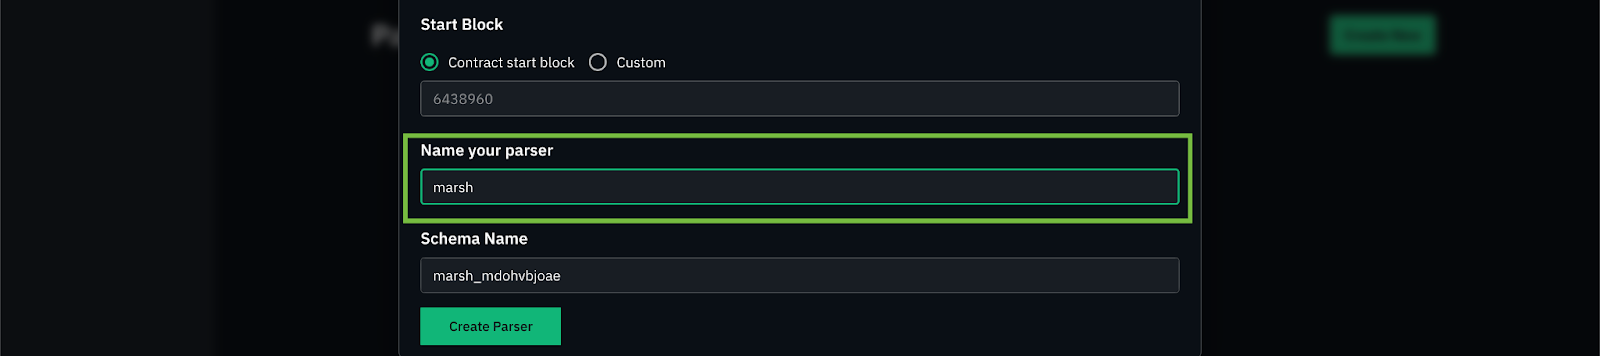 Start Block
Contract start block Custom
6438960
Name your parser
marsh
Schema Name
marsh_mdohvbjoae
Create Parser